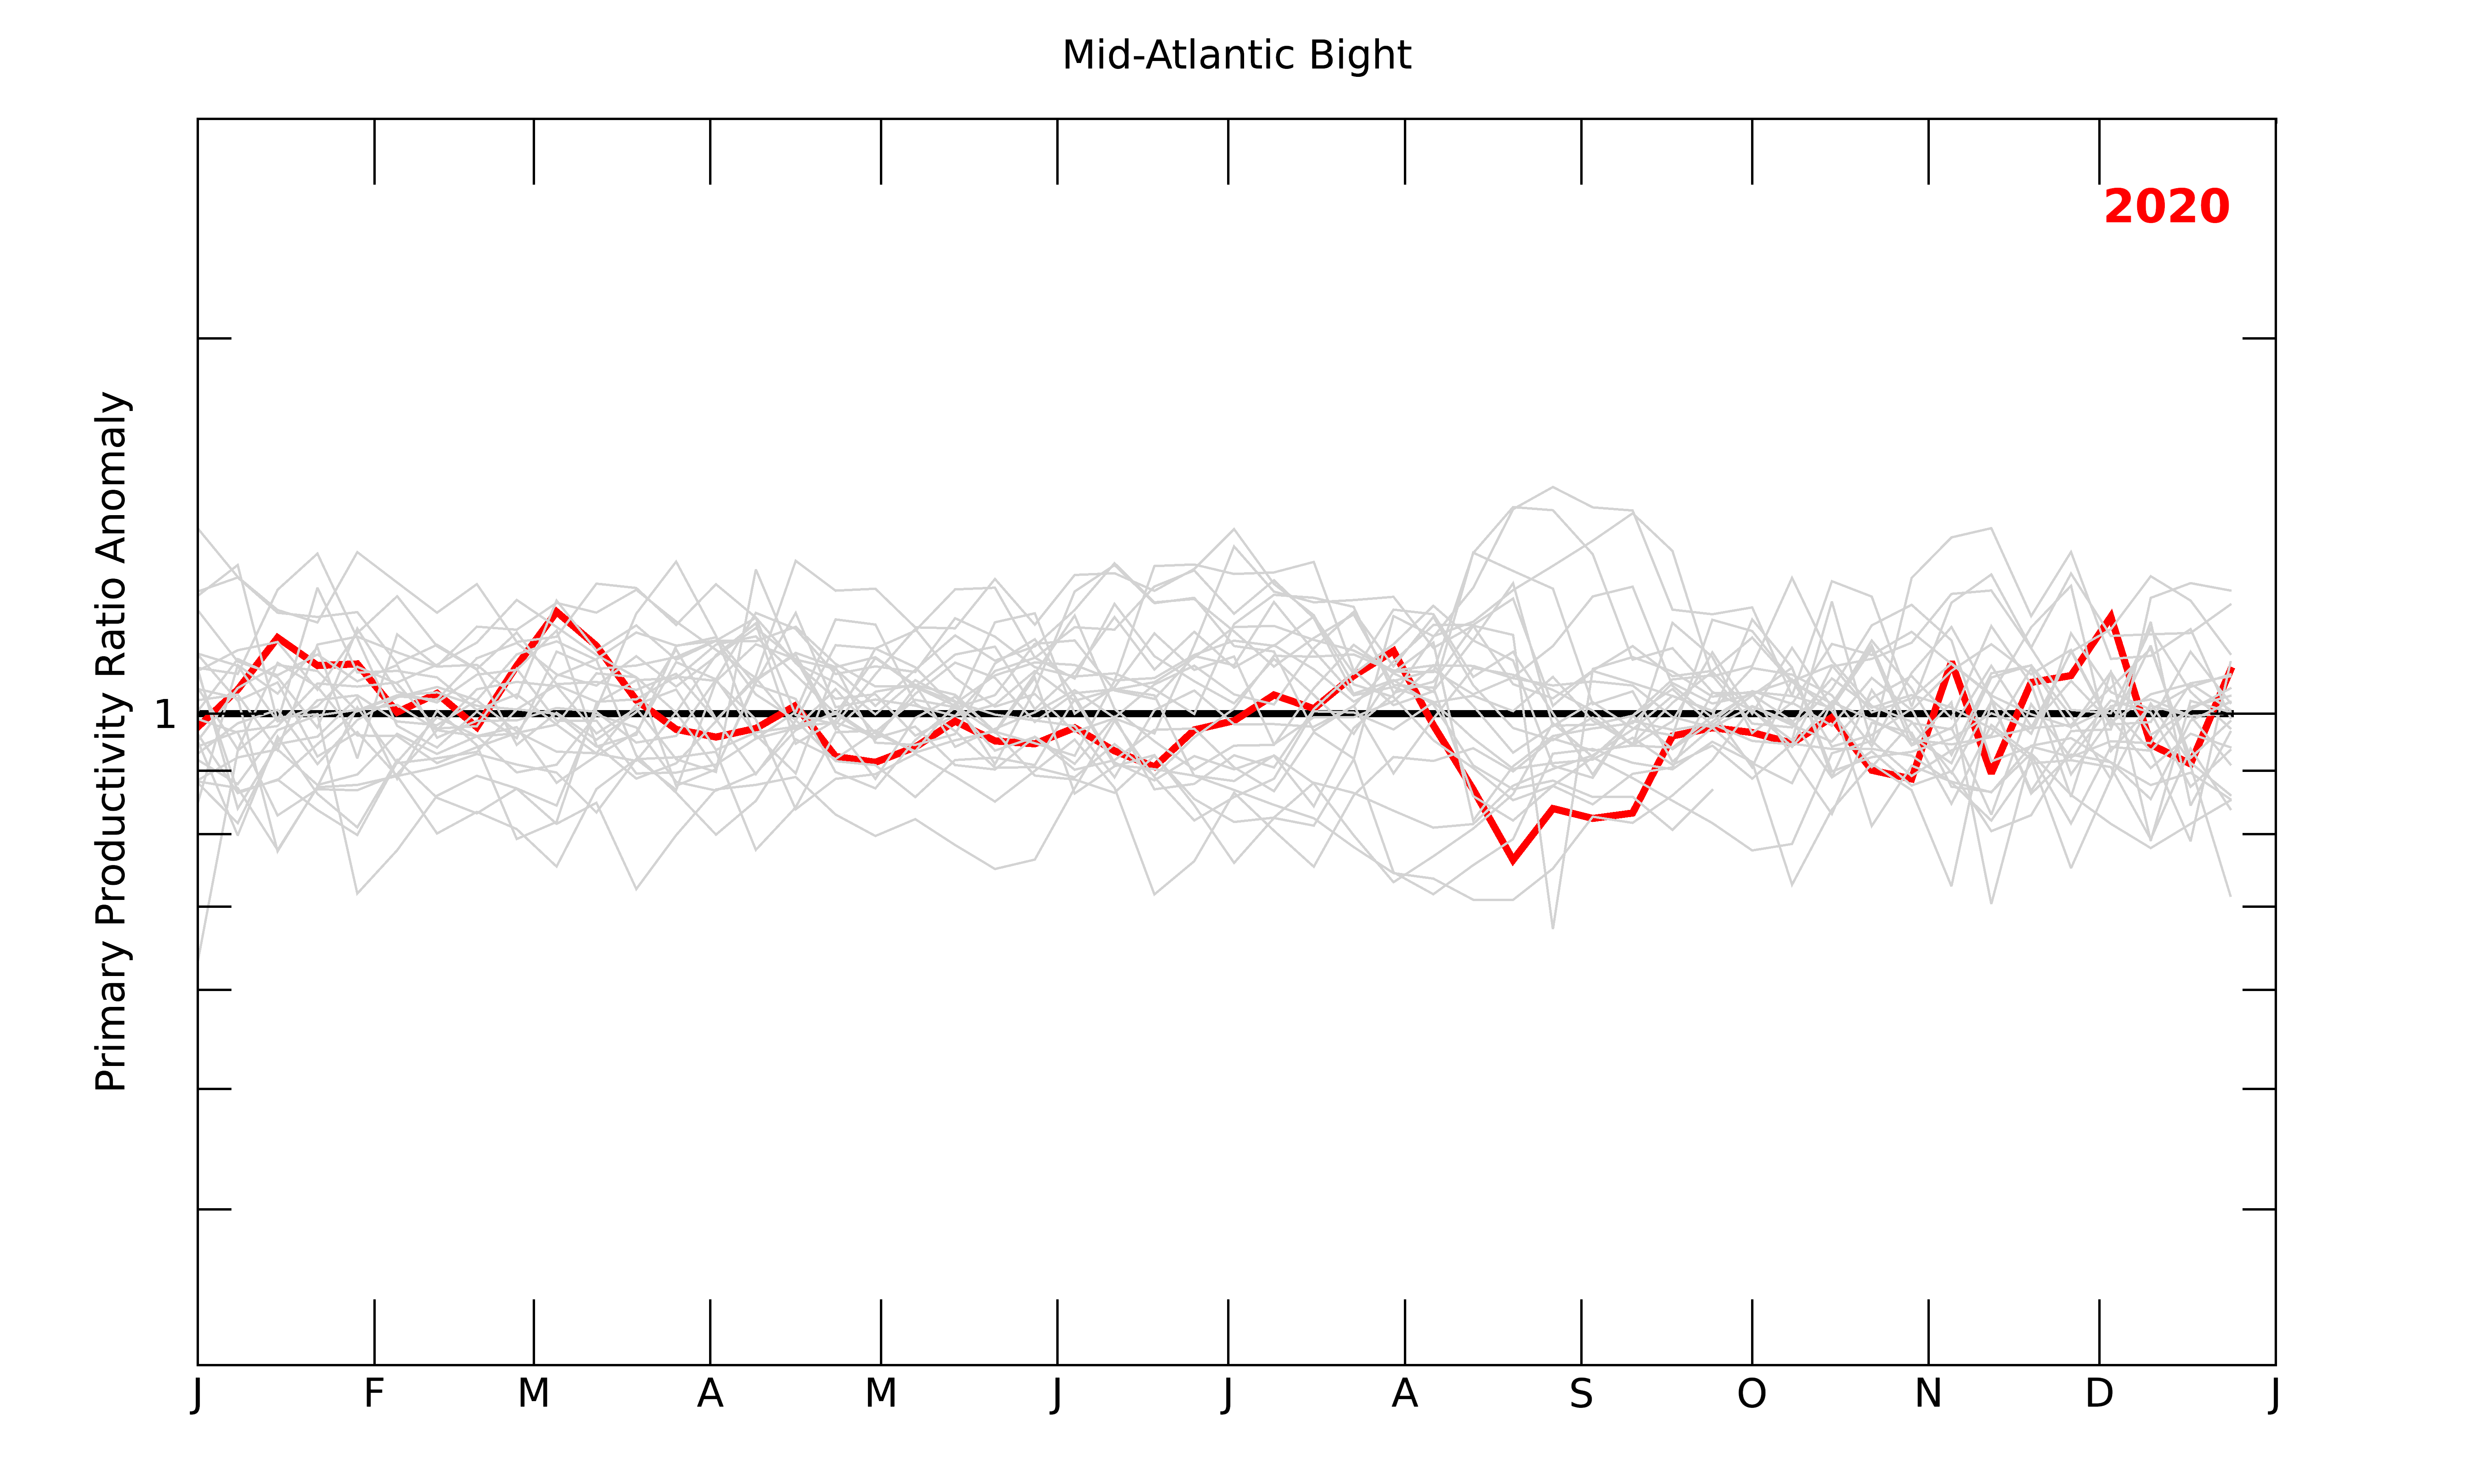 Mid-Atlantic Bight
2020
Primary Productivity Ratio Anomaly
1
J F M A M J J A S O N D J